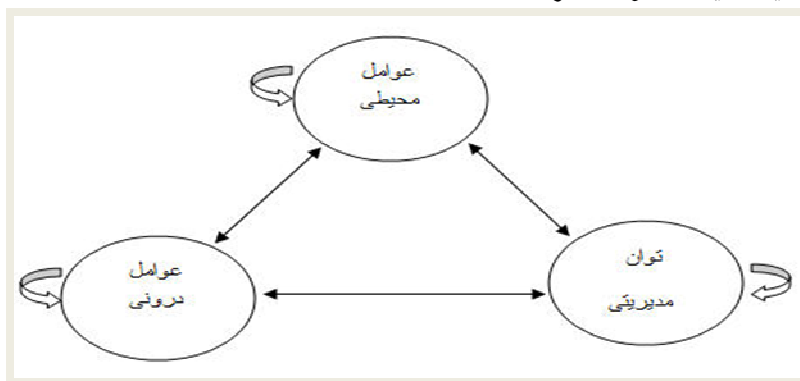 عوامل
محیطی
عوامل
درونی
توان
مدیریتی